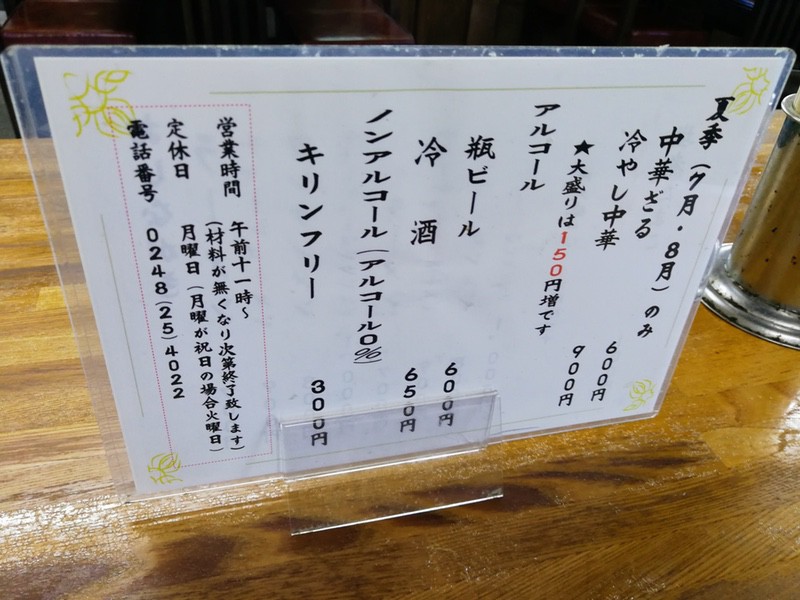 夏季(7月・8月)のみ
中華ざる 600円
冷やし中華 900円
★大盛りは150円増です
アルコール
瓶ビール 600円
冷酒 650円
ノンアルコール(アルコール0%)
キリンフリー 300円
営業時間 午前十一時~
(材料が無くなり次第終了致します)
定休日 月曜日(月曜が祝日の場合火曜日)
電話番号 0248(25)4022